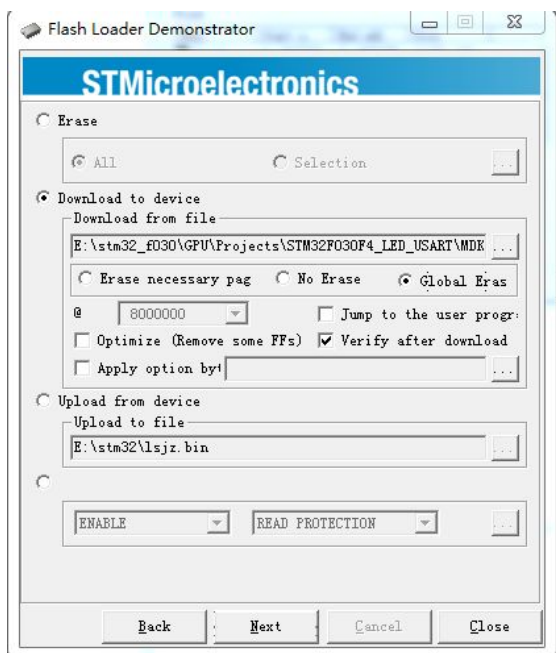 Flash Loader Demonstrator
STMicroelectronics
Erase
All Selection ...
Download to device
Download from file
E:\stm32_f030\GPU\Projects\STM32F030F4_LED_USART\MDK ...
Erase necessary pag No Erase Global Eras
@ 8000000 Jump to the user progr
Optimize (Remove some FFs) Verify after download
Apply option by ...
Upload from device
Upload to file
E:\stm32\lsjz.bin ...
ENABLE READ PROTECTION ...
Back Next Cancel Close